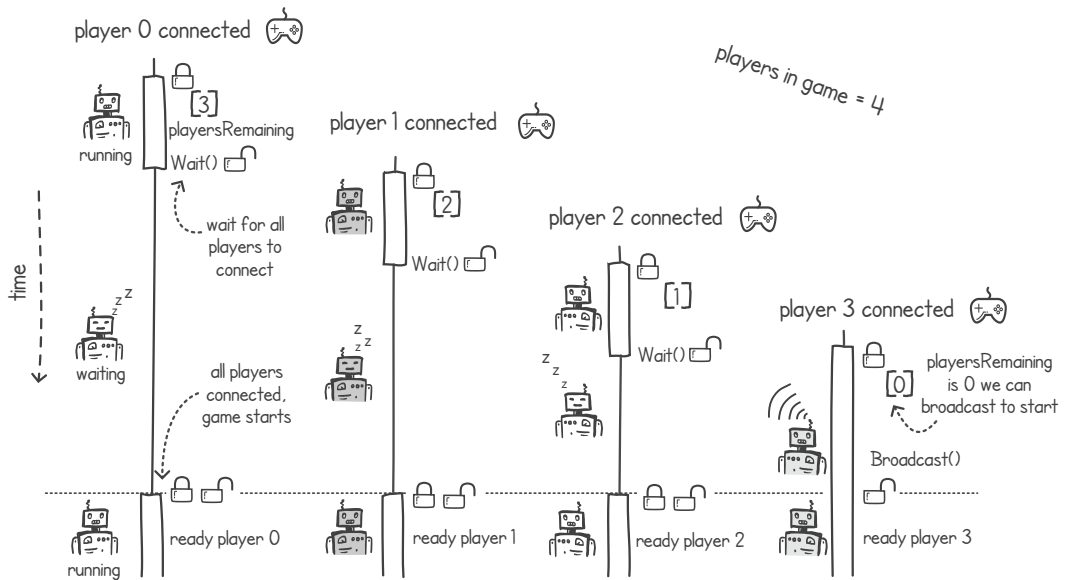 player 0 connected
players in game = 4
[3]
playersRemaining
running
Wait()
wait for all
players to
connect
time
z z
z
waiting
all players
connected,
game starts
player 1 connected
[2]
Wait()
z
z z
player 2 connected
[1]
Wait()
z
z
z
player 3 connected
[0]
playersRemaining
is 0 we can
broadcast to start
Broadcast()
ready player 0
running
ready player 1
ready player 2
ready player 3